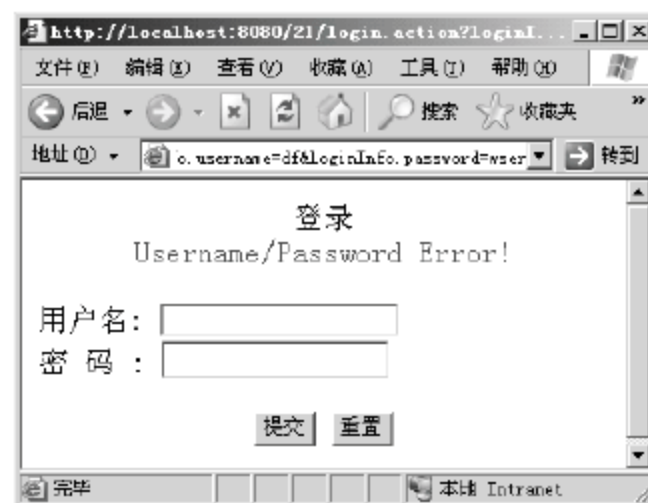 http://localhost:8080/21/login.action?loginI...
文件(F) 编辑(E) 查看(V) 收藏(A) 工具(T) 帮助(H)
后退 搜索 收藏夹 »
地址(D) o.username=df&loginInfo.password=wser 转到
登录
Username/Password Error!
用户名:
密 码 :
提交 重置
完毕 本地 Intranet